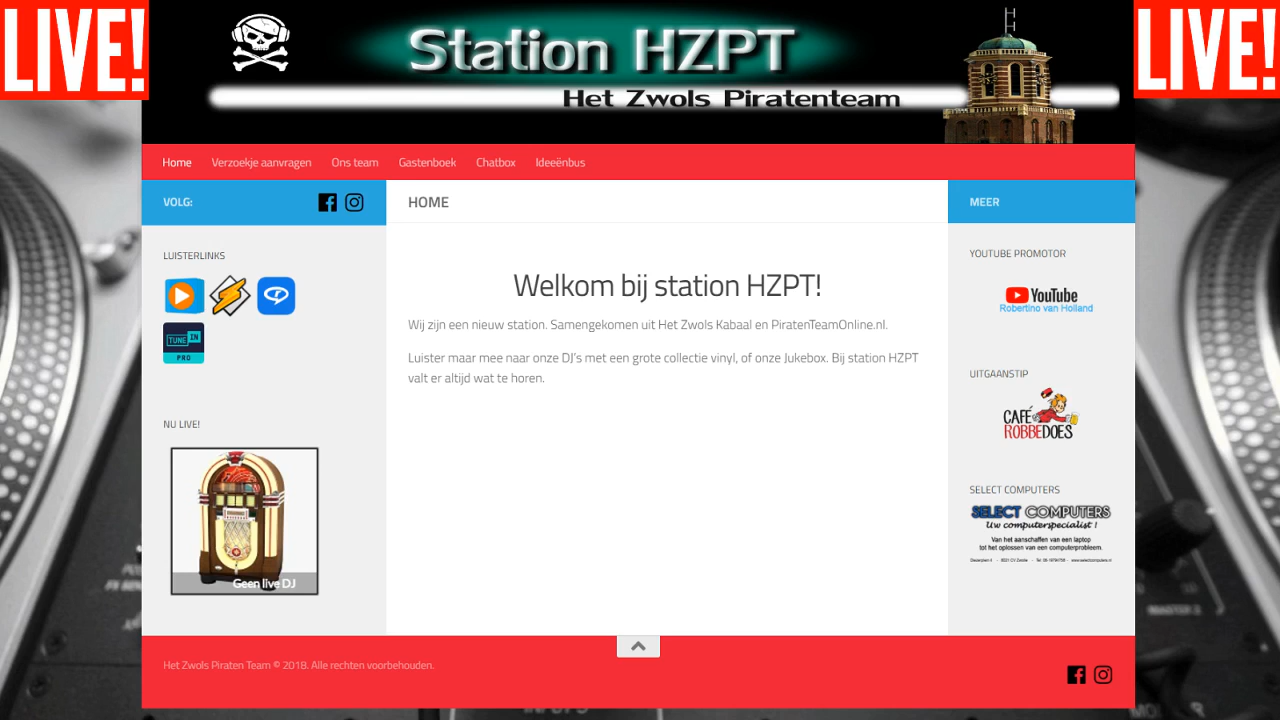 LIVE!
Station HZPT
Het Zwols Piratenteam
LIVE!
Home Verzoekje aanvragen Ons team Gastenboek Chatbox Ideeënbus
VOLG:
LUISTERLINKS
TUNE IN
PRO
NU LIVE!
Geen live DJ
HOME
Welkom bij station HZPT!
Wij zijn een nieuw station. Samengekomen uit Het Zwols Kabaal en PiratenTeamOnline.nl.
Luister maar mee naar onze DJ’s met een grote collectie vinyl, of onze Jukebox. Bij station HZPT
valt er altijd wat te horen.
MEER
YOUTUBE PROMOTOR
YouTube
Robertino van Holland
UITGAANSTIP
CAFÉ
ROBBEDOES
SELECT COMPUTERS
SELECT COMPUTERS
Uw computerspecialist !
Van het aanschaffen van een laptop
tot het oplossen van een computerprobleem.
Het Zwols Piraten Team © 2018. Alle rechten voorbehouden.